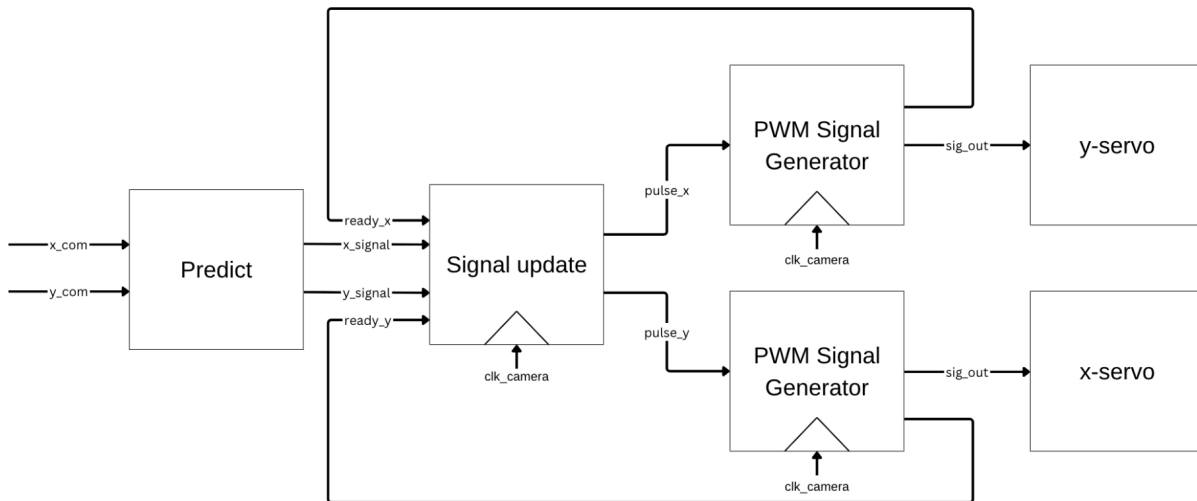 x_com
y_com
Predict
ready_x
x_signal
y_signal
ready_y
Signal update
clk_camera
pulse_x
pulse_y
PWM Signal
Generator
clk_camera
sig_out
y-servo
PWM Signal
Generator
clk_camera
sig_out
x-servo